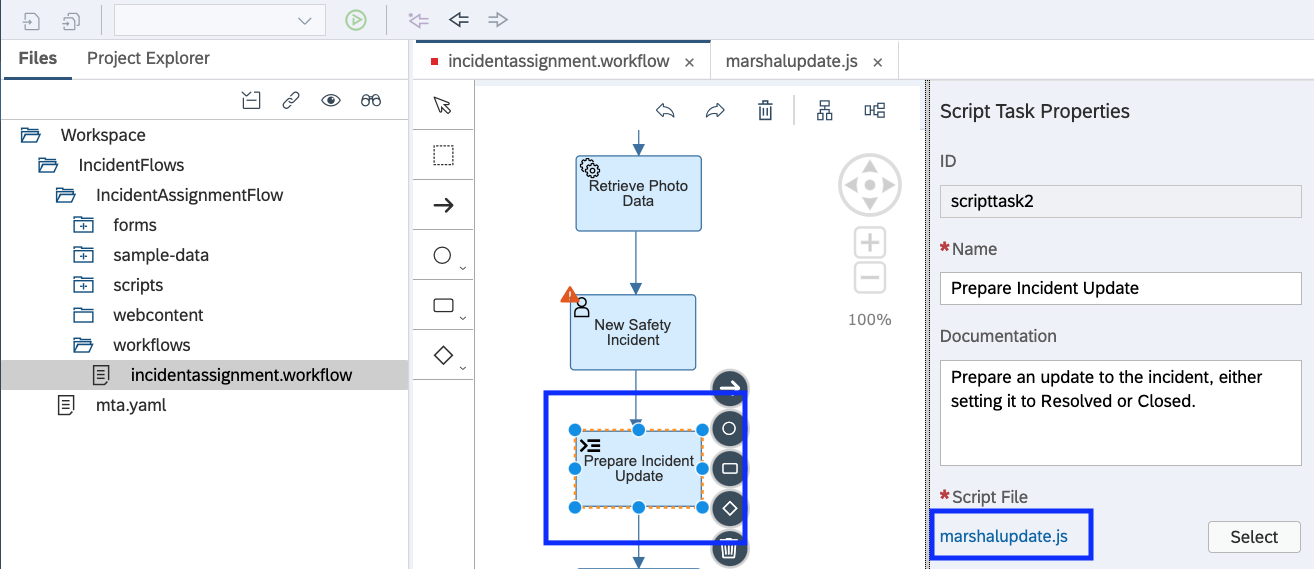 Files
Project Explorer
Workspace
IncidentFlows
IncidentAssignmentFlow
forms
sample-data
scripts
webcontent
workflows
incidentassignment.workflow
mta.yaml
incidentassignment.workflow
marshalupdate.js
Retrieve Photo
Data
New Safety
Incident
Prepare Incident
Update
100%
Script Task Properties
ID
scripttask2
*Name
Prepare Incident Update
Documentation
Prepare an update to the incident, either
setting it to Resolved or Closed.
*Script File
marshalupdate.js
Select